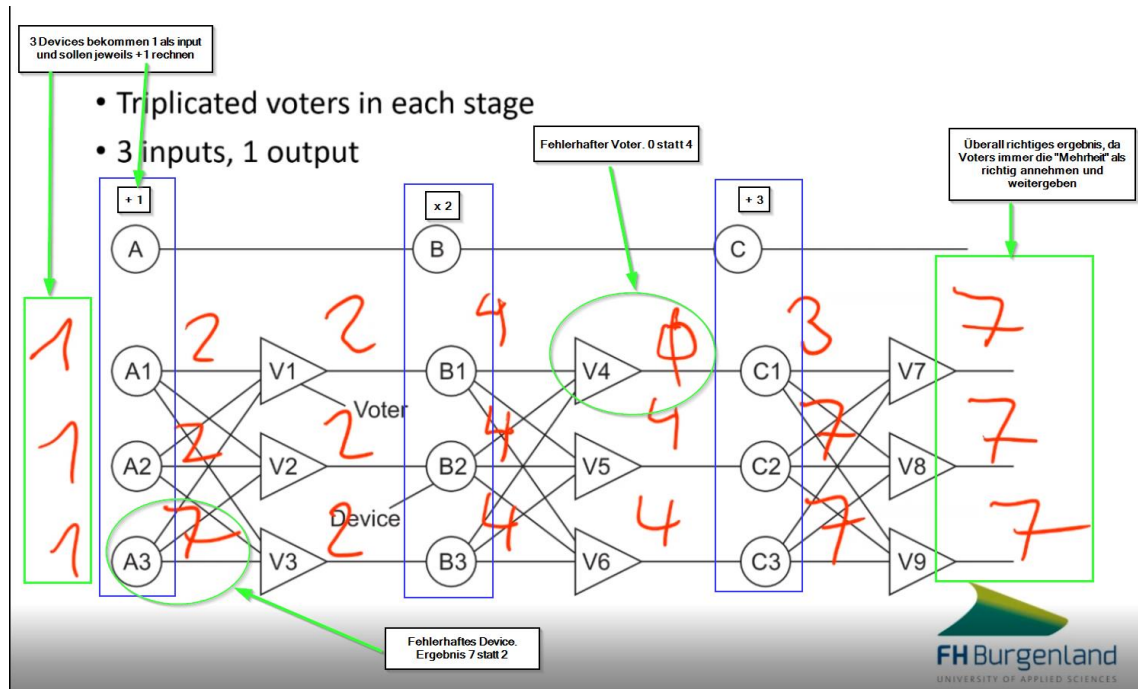 3 Devices bekommen 1 als input
und sollen jeweils +1 rechnen
• Triplicated voters in each stage
• 3 inputs, 1 output
Fehlerhafter Voter. 0 statt 4
Überall richtiges ergebnis, da
Voters immer die "Mehrheit" als
richtig annehmen und
weitergeben
+ 1
x 2
+ 3
A
B
C
1 2 2 4 0 3 7
A1 V1 B1 V4 C1 V7
Voter
1 2 2 4 4 7 7
A2 V2 B2 V5 C2 V8
Device
1 7 2 4 4 7 7
A3 V3 B3 V6 C3 V9
Fehlerhaftes Device.
Ergebnis 7 statt 2
FH Burgenland
UNIVERSITY OF APPLIED SCIENCES